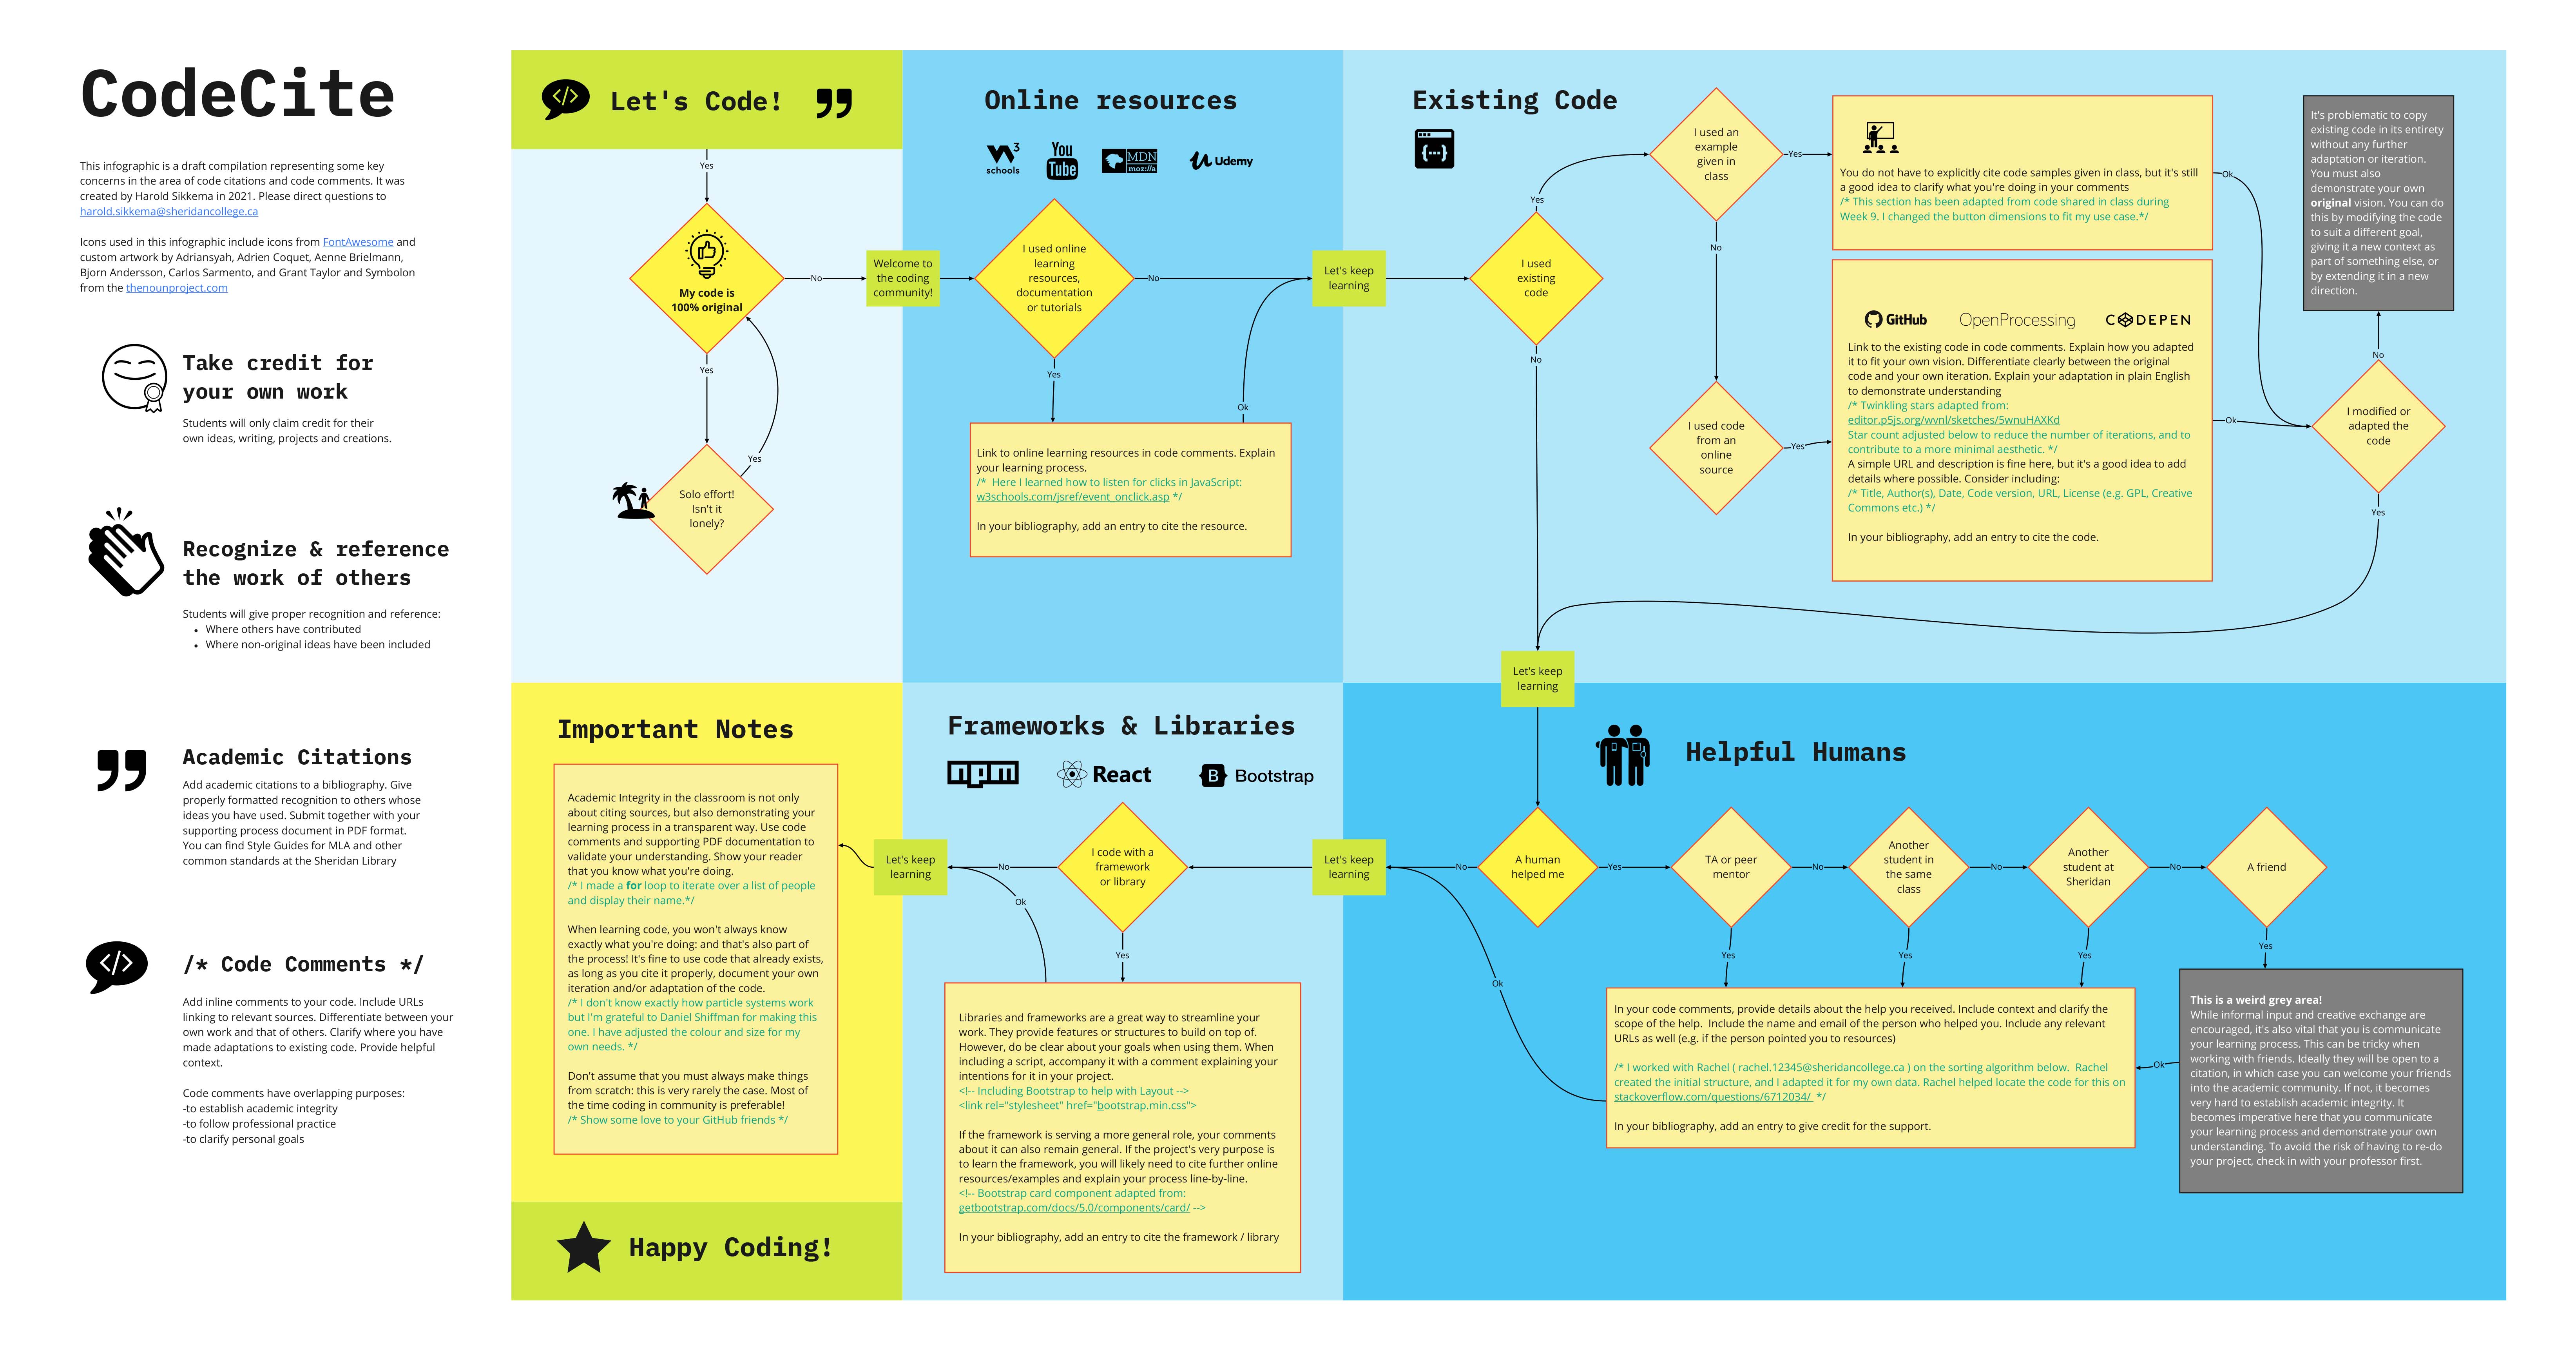 CodeCite
This infographic is a draft compilation representing some key
concerns in the area of code citations and code comments. It was
created by Harold Sikkema in 2021. Please direct questions to
harold.sikkema@sheridancollege.ca
Icons used in this infographic include icons from FontAwesome and
custom artwork by Adriansyah, Adrien Coquet, Aenne Brielmann,
Bjorn Andersson, Carlos Sarmento, and Grant Taylor and Symbolon
from the thenounproject.com
Take credit for
your own work
Students will only claim credit for their
own ideas, writing, projects and creations.
Recognize & reference
the work of others
Students will give proper recognition and reference:
• Where others have contributed
• Where non-original ideas have been included
Academic Citations
Add academic citations to a bibliography. Give
properly formatted recognition to others whose
ideas you have used. Submit together with your
supporting process document in PDF format.
You can find Style Guides for MLA and other
common standards at the Sheridan Library
</>
/* Code Comments */
Add inline comments to your code. Include URLs
linking to relevant sources. Differentiate between your
own work and that of others. Clarify where you have
made adaptations to existing code. Provide helpful
context.
Code comments have overlapping purposes:
-to establish academic integrity
-to follow professional practice
-to clarify personal goals
</> Let's Code!
Yes
My code is
100% original
No
Yes
Yes
Solo effort!
Isn't it
lonely?
Welcome to
the coding
community!
Online resources
w3 schools
You Tube
MDN moz://a
Udemy
I used online
learning
resources,
documentation
or tutorials
No
Yes
Ok
Link to online learning resources in code comments. Explain
your learning process.
/* Here I learned how to listen for clicks in JavaScript:
w3schools.com/jsref/event_onclick.asp */
In your bibliography, add an entry to cite the resource.
Let's keep
learning
Existing Code
{...}
I used
existing
code
Yes
No
I used an
example
given in
class
Yes
No
You do not have to explicitly cite code samples given in class, but it's still
a good idea to clarify what you're doing in your comments
/* This section has been adapted from code shared in class during
Week 9. I changed the button dimensions to fit my use case.*/
Ok
I used code
from an
online
source
Yes
GitHub OpenProcessing CODEPEN
Link to the existing code in code comments. Explain how you adapted
it to fit your own vision. Differentiate clearly between the original
code and your own iteration. Explain your adaptation in plain English
to demonstrate understanding
/* Twinkling stars adapted from:
editor.p5js.org/wvnl/sketches/5wnuHAXKd
Star count adjusted below to reduce the number of iterations, and to
contribute to a more minimal aesthetic. */
A simple URL and description is fine here, but it's a good idea to add
details where possible. Consider including:
/* Title, Author(s), Date, Code version, URL, License (e.g. GPL, Creative
Commons etc.) */
In your bibliography, add an entry to cite the code.
Ok
It's problematic to copy
existing code in its entirety
without any further
adaptation or iteration.
You must also
demonstrate your own
original vision. You can do
this by modifying the code
to suit a different goal,
giving it a new context as
part of something else, or
by extending it in a new
direction.
No
I modified or
adapted the
code
Yes
Let's keep
learning
Helpful Humans
A human
helped me
No
Yes
TA or peer
mentor
No
Another
student in
the same
class
No
Another
student at
Sheridan
No
A friend
Yes
Yes
Yes
Yes
Ok
In your code comments, provide details about the help you received. Include context and clarify the
scope of the help. Include the name and email of the person who helped you. Include any relevant
URLs as well (e.g. if the person pointed you to resources)
/* I worked with Rachel ( rachel.12345@sheridancollege.ca ) on the sorting algorithm below. Rachel
created the initial structure, and I adapted it for my own data. Rachel helped locate the code for this on
stackoverflow.com/questions/6712034/ */
In your bibliography, add an entry to give credit for the support.
Ok
This is a weird grey area!
While informal input and creative exchange are
encouraged, it's also vital that you is communicate
your learning process. This can be tricky when
working with friends. Ideally they will be open to a
citation, in which case you can welcome your friends
into the academic community. If not, it becomes
very hard to establish academic integrity. It
becomes imperative here that you communicate
your learning process and demonstrate your own
understanding. To avoid the risk of having to re-do
your project, check in with your professor first.
Let's keep
learning
Frameworks & Libraries
npm React B Bootstrap
I code with a
framework
or library
No
Yes
Ok
Libraries and frameworks are a great way to streamline your
work. They provide features or structures to build on top of.
However, do be clear about your goals when using them. When
including a script, accompany it with a comment explaining your
intentions for it in your project.
<!-- Including Bootstrap to help with Layout -->
<link rel="stylesheet" href="bootstrap.min.css">
If the framework is serving a more general role, your comments
about it can also remain general. If the project's very purpose is
to learn the framework, you will likely need to cite further online
resources/examples and explain your process line-by-line.
<!-- Bootstrap card component adapted from:
getbootstrap.com/docs/5.0/components/card/ -->
In your bibliography, add an entry to cite the framework / library
Let's keep
learning
Important Notes
Academic Integrity in the classroom is not only
about citing sources, but also demonstrating your
learning process in a transparent way. Use code
comments and supporting PDF documentation to
validate your understanding. Show your reader
that you know what you're doing.
/* I made a for loop to iterate over a list of people
and display their name.*/
When learning code, you won't always know
exactly what you're doing: and that's also part of
the process! It's fine to use code that already exists,
as long as you cite it properly, document your own
iteration and/or adaptation of the code.
/* I don't know exactly how particle systems work
but I'm grateful to Daniel Shiffman for making this
one. I have adjusted the colour and size for my
own needs. */
Don't assume that you must always make things
from scratch: this is very rarely the case. Most of
the time coding in community is preferable!
/* Show some love to your GitHub friends */
Happy Coding!